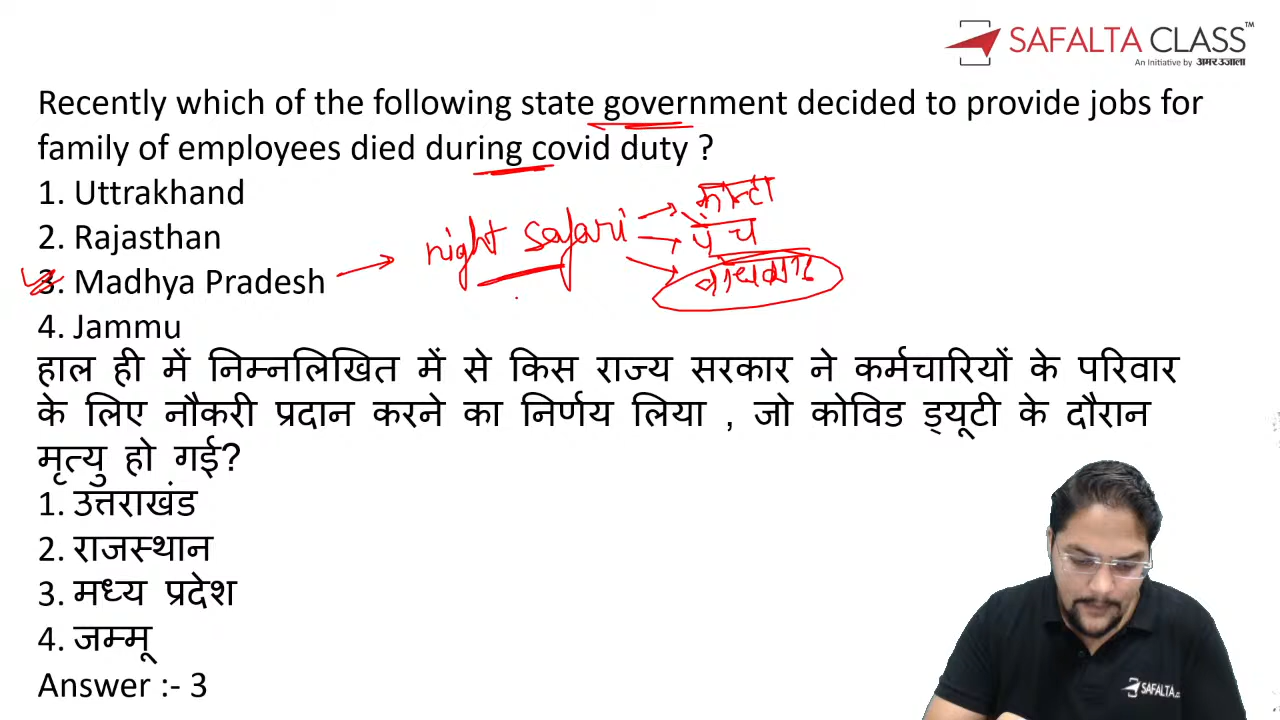 SAFALTA CLASS™
An Initiative by अमर उजाला
Recently which of the following state government decided to provide jobs for
family of employees died during covid duty ?
1. Uttrakhand
2. Rajasthan
3. Madhya Pradesh
4. Jammu
night safari
पेंच
हाल ही में निम्नलिखित में से किस राज्य सरकार ने कर्मचारियों के परिवार
के लिए नौकरी प्रदान करने का निर्णय लिया , जो कोविड ड्यूटी के दौरान
मृत्यु हो गई?
1. उत्तराखंड
2. राजस्थान
3. मध्य प्रदेश
4. जम्मू
Answer :- 3
SAFALTA.c